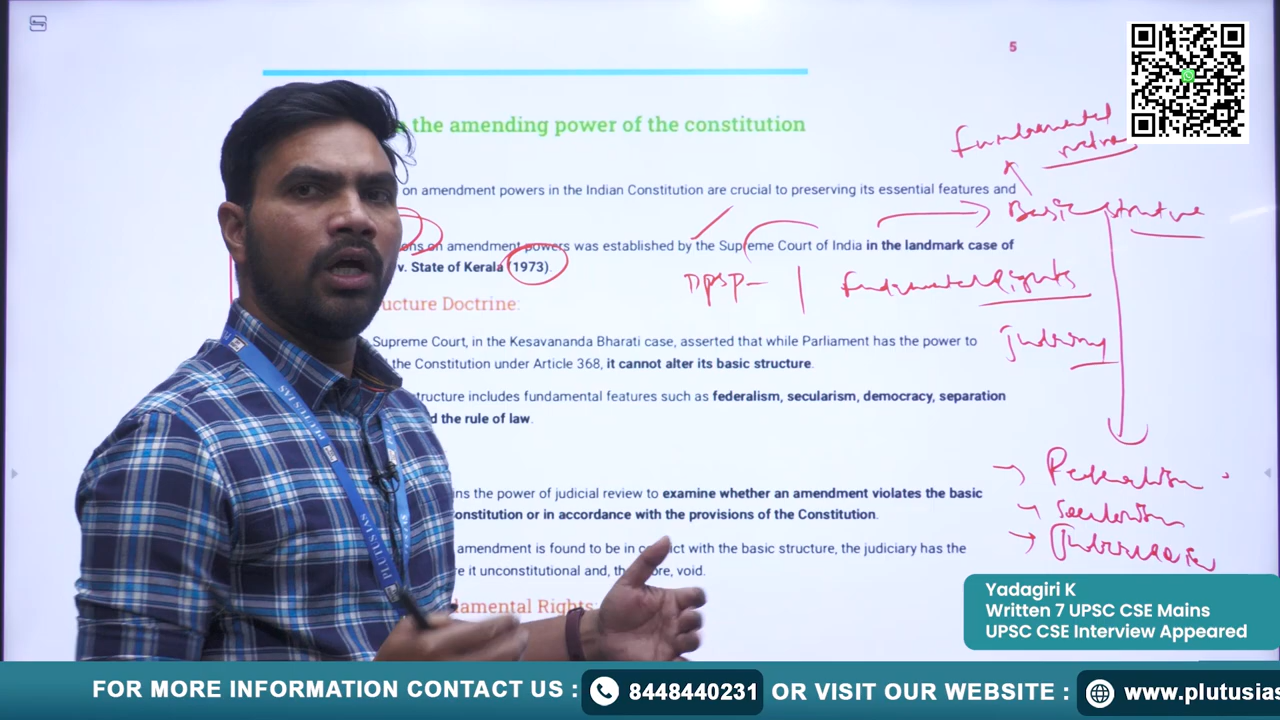 5
the amending power of the constitution
on amendment powers in the Indian Constitution are crucial to preserving its essential features and
ons on amendment powers was established by the Supreme Court of India in the landmark case of
v. State of Kerala (1973).
ucture Doctrine:
Supreme Court, in the Kesavananda Bharati case, asserted that while Parliament has the power to
the Constitution under Article 368, it cannot alter its basic structure.
tructure includes fundamental features such as federalism, secularism, democracy, separation
d the rule of law.
ins the power of judicial review to examine whether an amendment violates the basic
onstitution or in accordance with the provisions of the Constitution.
amendment is found to be in conflict with the basic structure, the judiciary has the
re it unconstitutional and, therefore, void.
damental Rights:
Fundamental
Basic
DPSP - | Fundamental Rights
PLUTUS IAS
PLUTUS IAS
Yadagiri K
Written 7 UPSC CSE Mains
UPSC CSE Interview Appeared
FOR MORE INFORMATION CONTACT US : 8448440231 OR VISIT OUR WEBSITE : www.plutusias